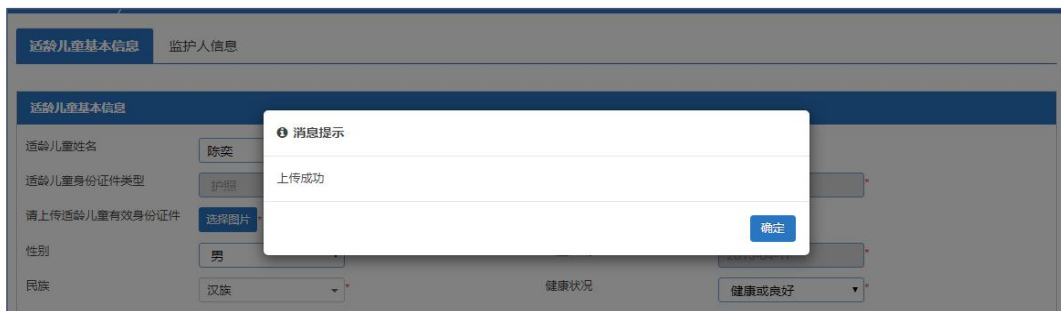 适龄儿童基本信息 监护人信息
适龄儿童基本信息
消息提示
适龄儿童姓名 陈奕
上传成功
适龄儿童身份证件类型 护照 *
请上传适龄儿童有效身份证件 选择图片 *
确定
性别 男 *
民族 汉族 * 健康状况 健康或良好 *